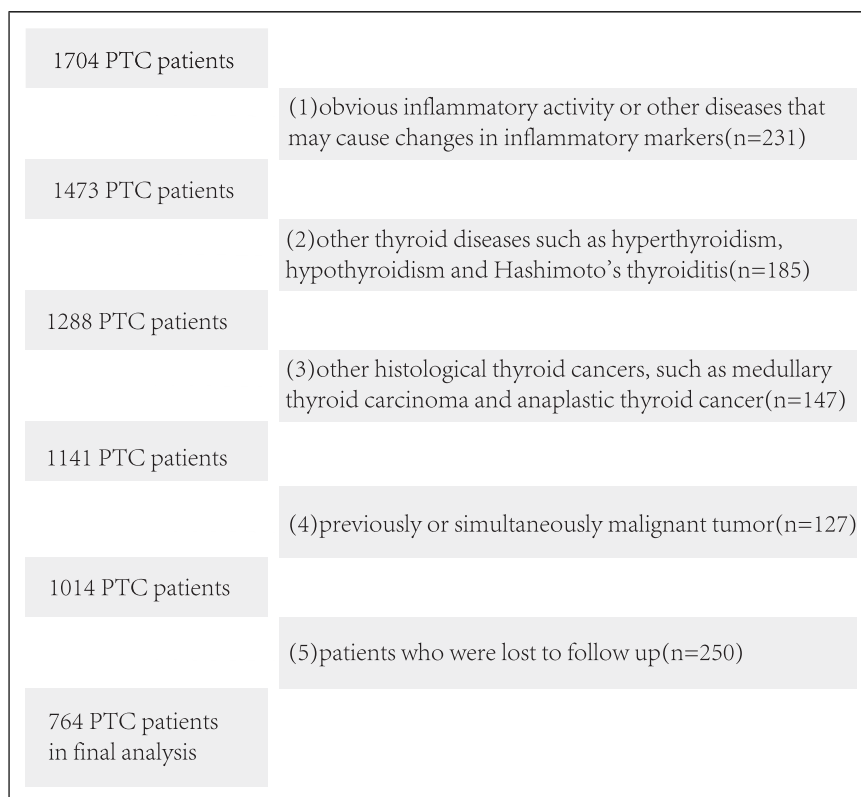 1704 PTC patients
(1)obvious inflammatory activity or other diseases that
may cause changes in inflammatory markers(n=231)
1473 PTC patients
(2)other thyroid diseases such as hyperthyroidism,
hypothyroidism and Hashimoto’s thyroiditis(n=185)
1288 PTC patients
(3)other histological thyroid cancers, such as medullary
thyroid carcinoma and anaplastic thyroid cancer(n=147)
1141 PTC patients
(4)previously or simultaneously malignant tumor(n=127)
1014 PTC patients
(5)patients who were lost to follow up(n=250)
764 PTC patients
in final analysis